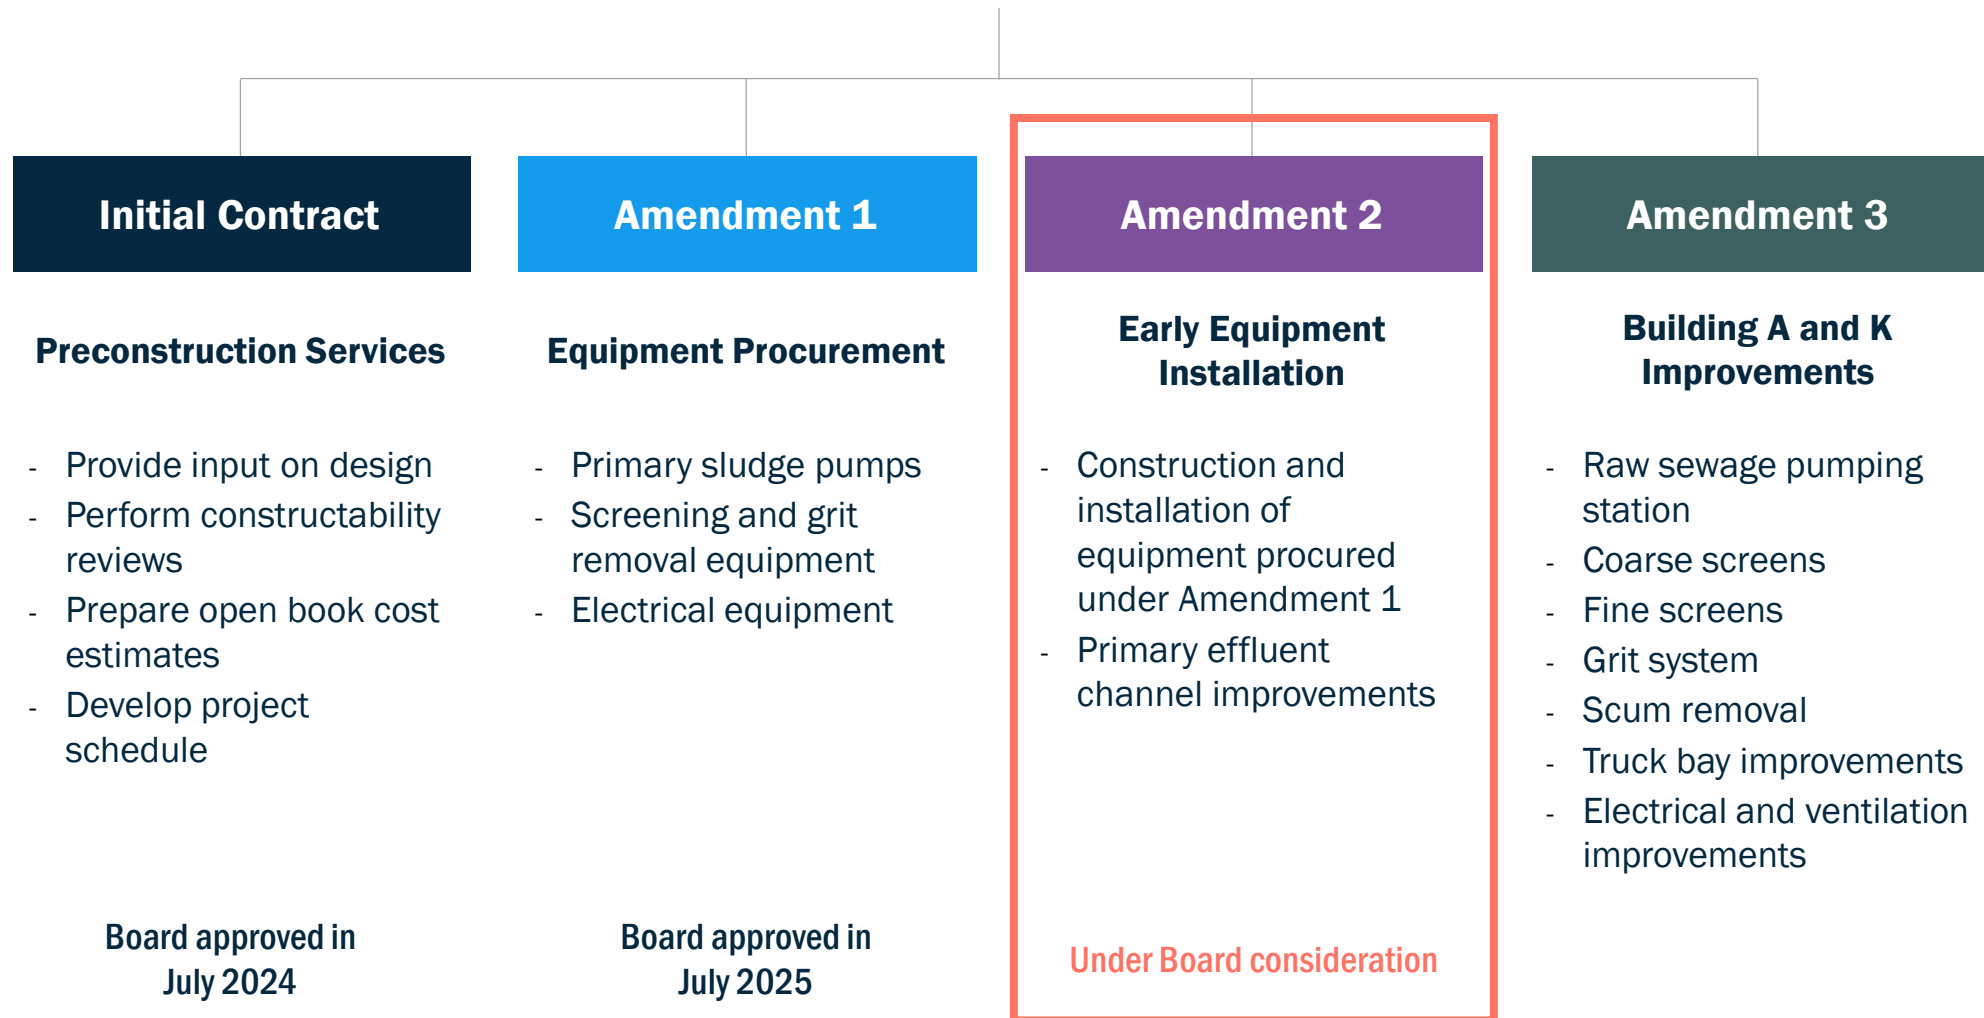 Initial Contract
Preconstruction Services
- Provide input on design
- Perform constructability
reviews
- Prepare open book cost
estimates
- Develop project
schedule
Board approved in
July 2024
Amendment 1
Equipment Procurement
- Primary sludge pumps
- Screening and grit
removal equipment
- Electrical equipment
Board approved in
July 2025
Amendment 2
Early Equipment
Installation
- Construction and
installation of
equipment procured
under Amendment 1
- Primary effluent
channel improvements
Under Board consideration
Amendment 3
Building A and K
Improvements
- Raw sewage pumping
station
- Coarse screens
- Fine screens
- Grit system
- Scum removal
- Truck bay improvements
- Electrical and ventilation
improvements